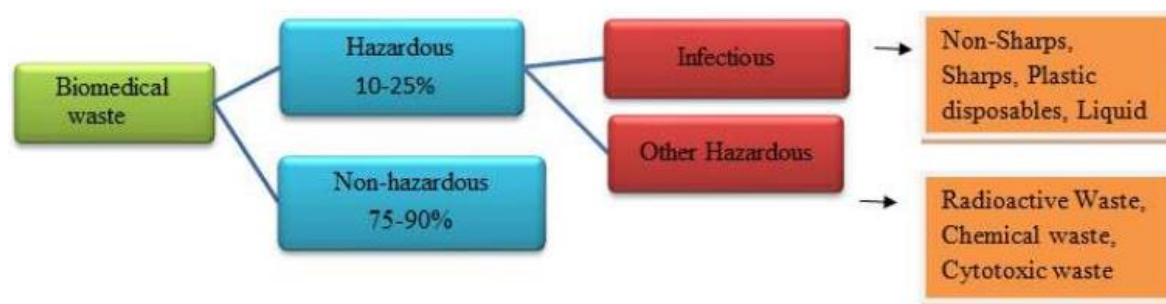 Biomedical
waste
Hazardous
10-25%
Non-hazardous
75-90%
Infectious
Other Hazardous
Non-Sharps,
Sharps, Plastic
disposables, Liquid
Radioactive Waste,
Chemical waste,
Cytotoxic waste